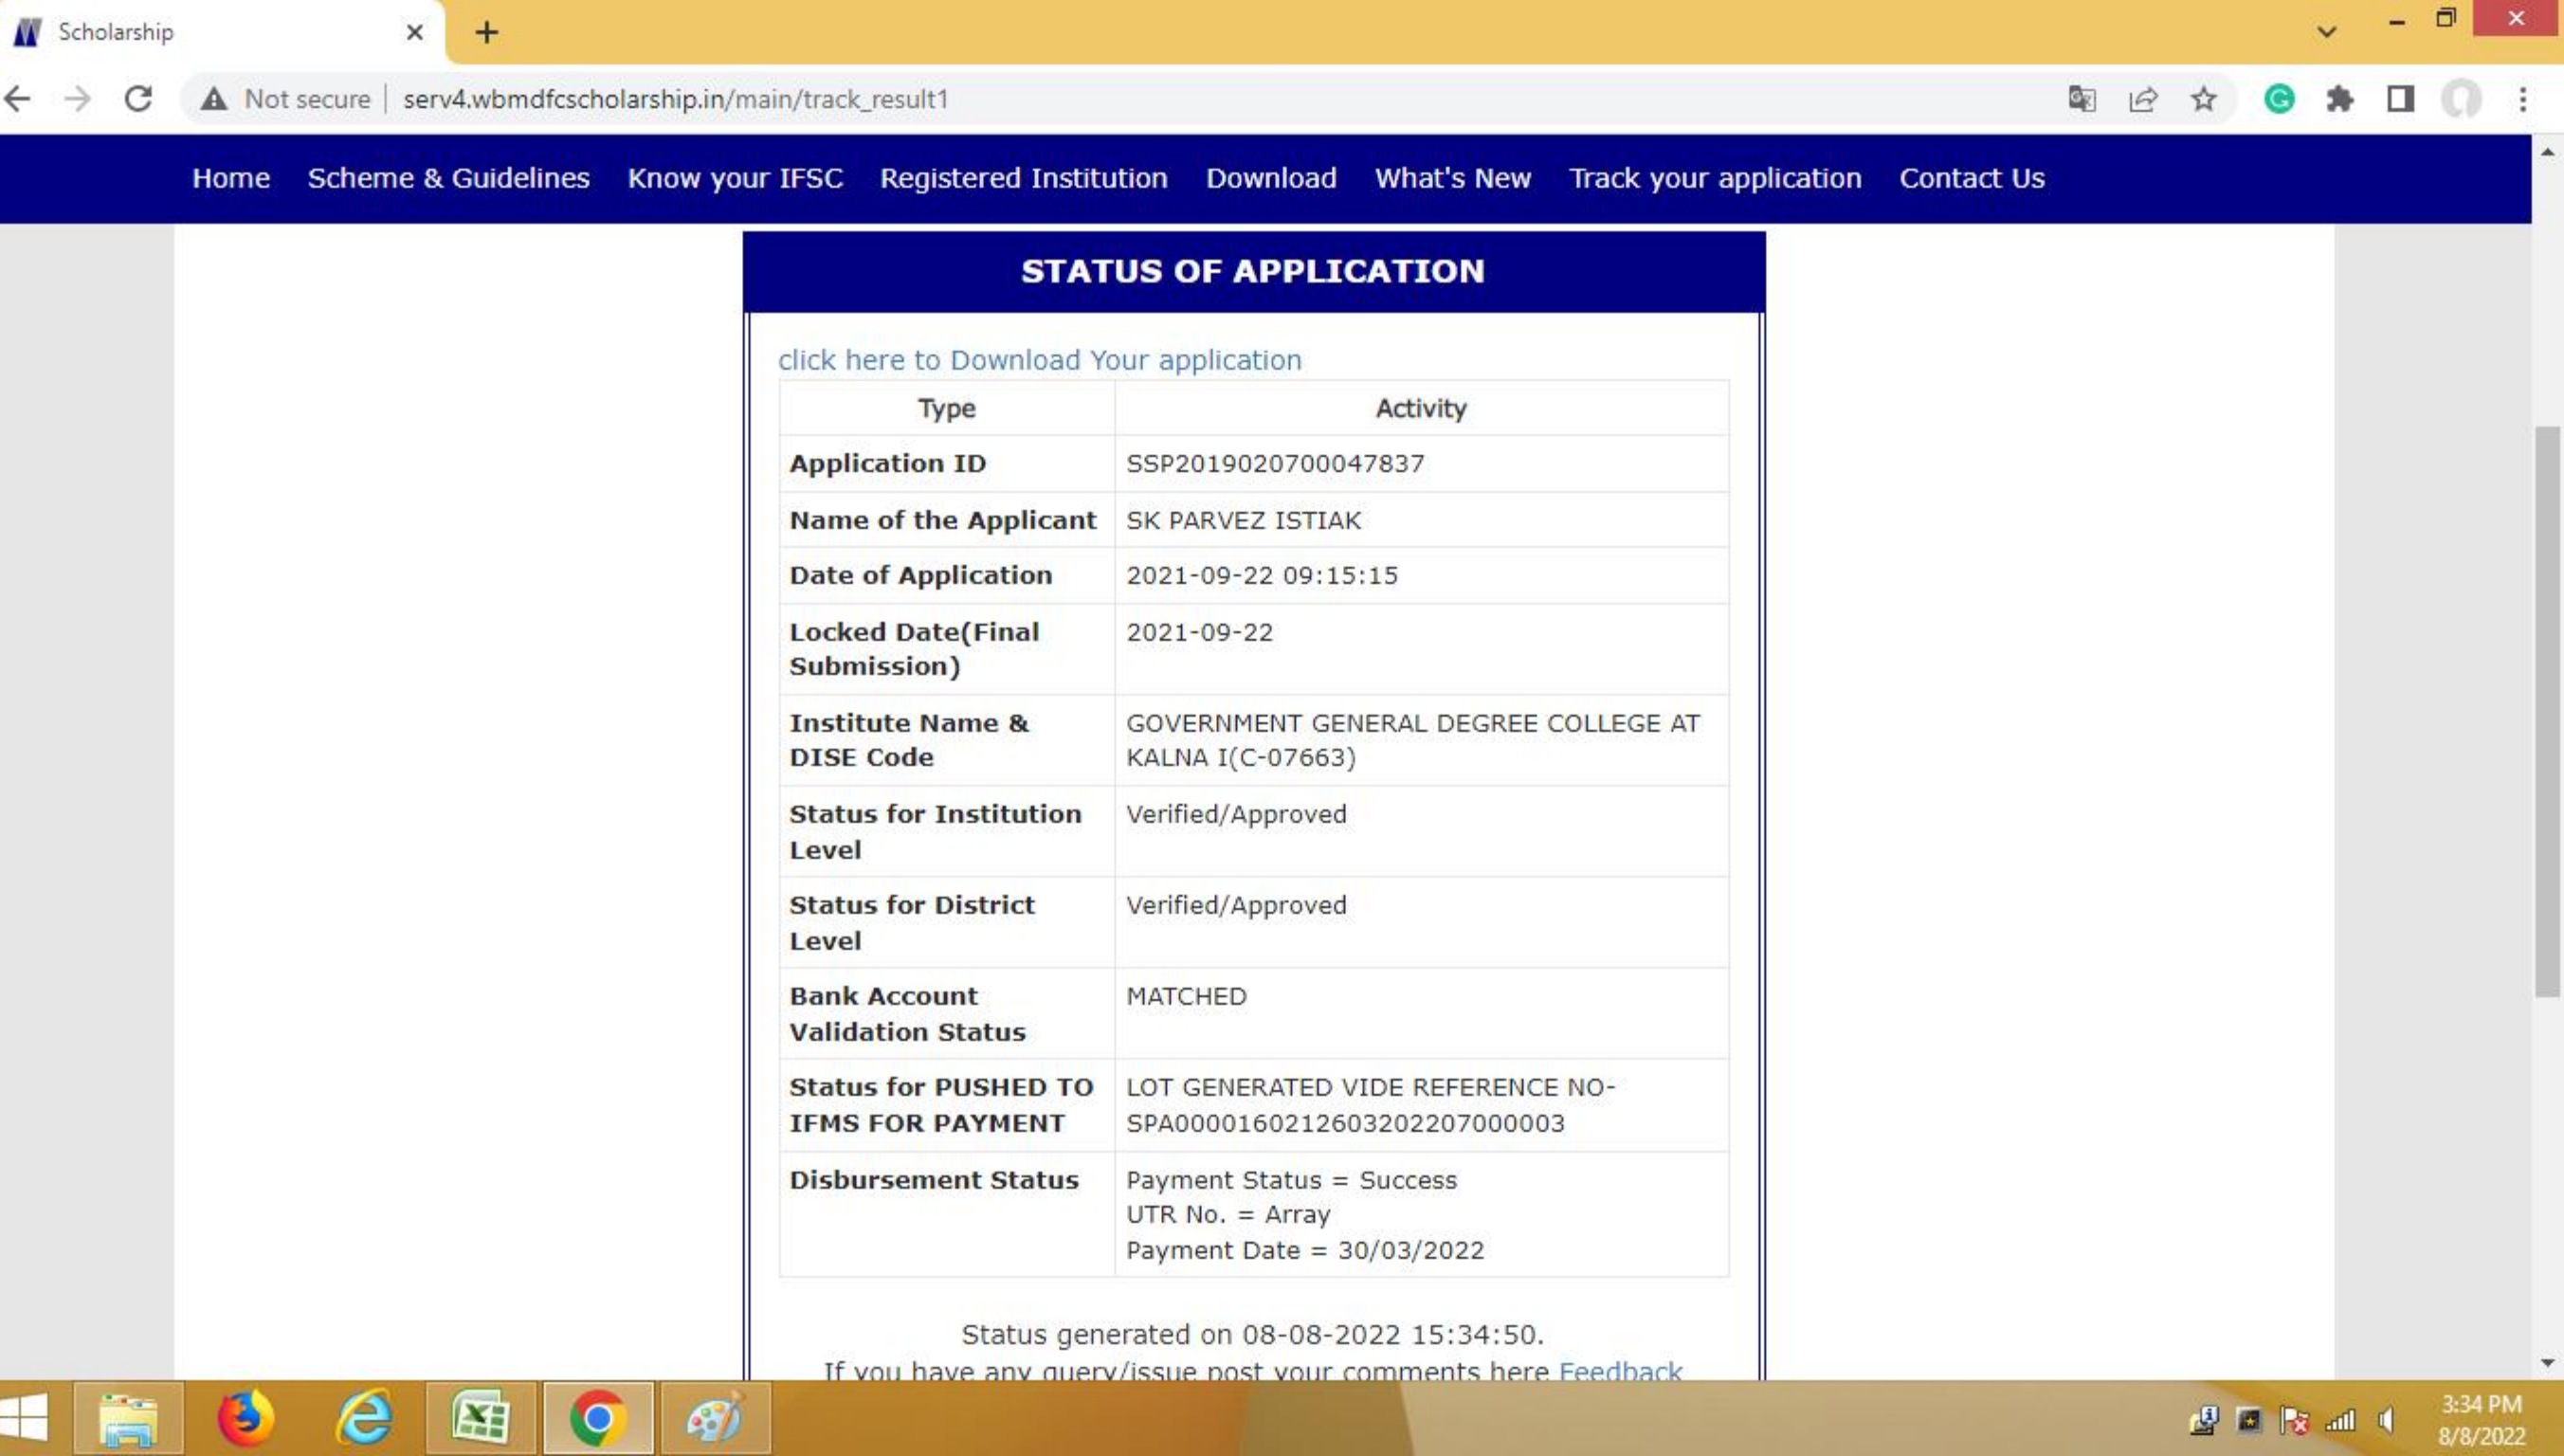 Scholarship
Not secure
serv4.wbmdfcscholarship.in/main/track_result1
Home Scheme & Guidelines Know your IFSC Registered Institution Download What's New Track your application Contact Us
STATUS OF APPLICATION
click here to Download Your application
Type Activity
Application ID SSP2019020700047837
Name of the Applicant SK PARVEZ ISTIAK
Date of Application 2021-09-22 09:15:15
Locked Date(Final 2021-09-22
Submission)
Institute Name & GOVERNMENT GENERAL DEGREE COLLEGE AT
DISE Code KALNA I(C-07663)
Status for Institution Verified/Approved
Level
Status for District Verified/Approved
Level
Bank Account MATCHED
Validation Status
Status for PUSHED TO LOT GENERATED VIDE REFERENCE NO-
IFMS FOR PAYMENT SPA00001602126032022070000​03
Disbursement Status Payment Status = Success
UTR No. = Array
Payment Date = 30/03/2022
Status generated on 08-08-2022 15:34:50.
If you have any query/issue post your comments here Feedback
3:34 PM
8/8/2022